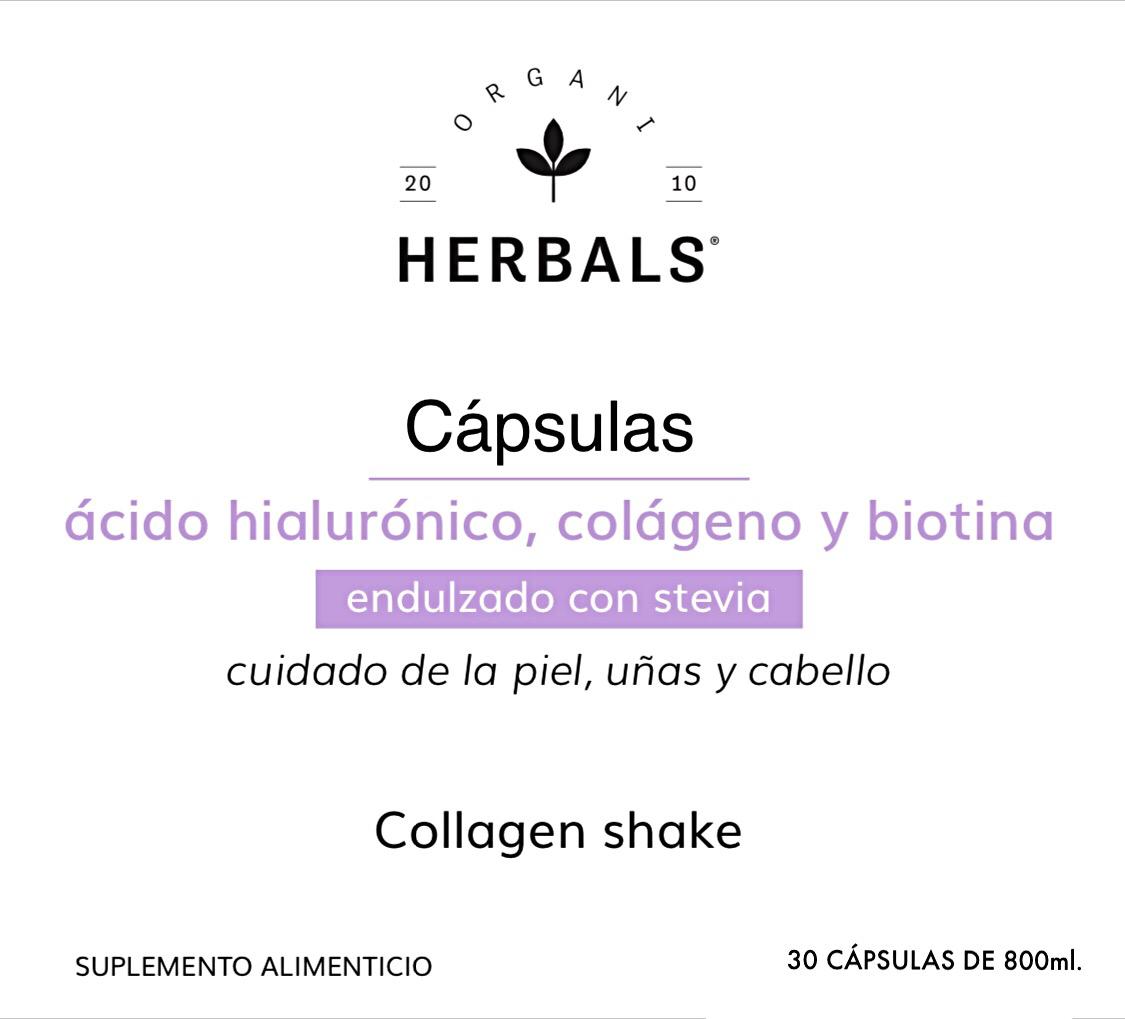 ORGANI
20 10
HERBALS®
Cápsulas
ácido hialurónico, colágeno y biotina
endulzado con stevia
cuidado de la piel, uñas y cabello
Collagen shake
SUPLEMENTO ALIMENTICIO
30 CÁPSULAS DE 800ml.